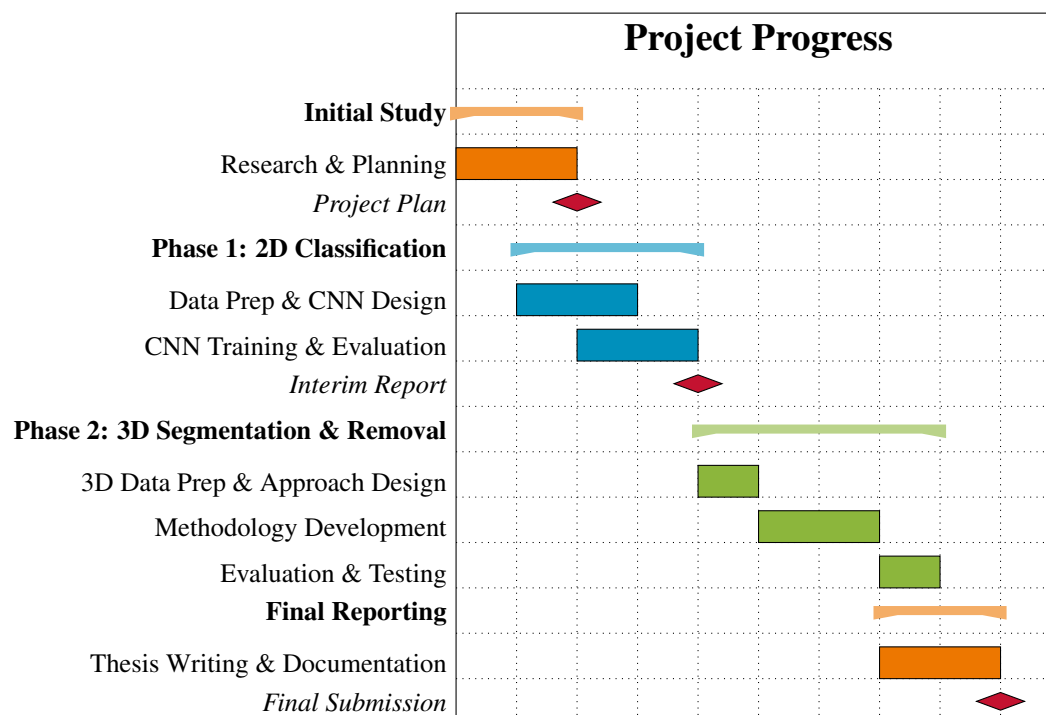 Project Progress
Initial Study
Research & Planning
Project Plan
Phase 1: 2D Classification
Data Prep & CNN Design
CNN Training & Evaluation
Interim Report
Phase 2: 3D Segmentation & Removal
3D Data Prep & Approach Design
Methodology Development
Evaluation & Testing
Final Reporting
Thesis Writing & Documentation
Final Submission